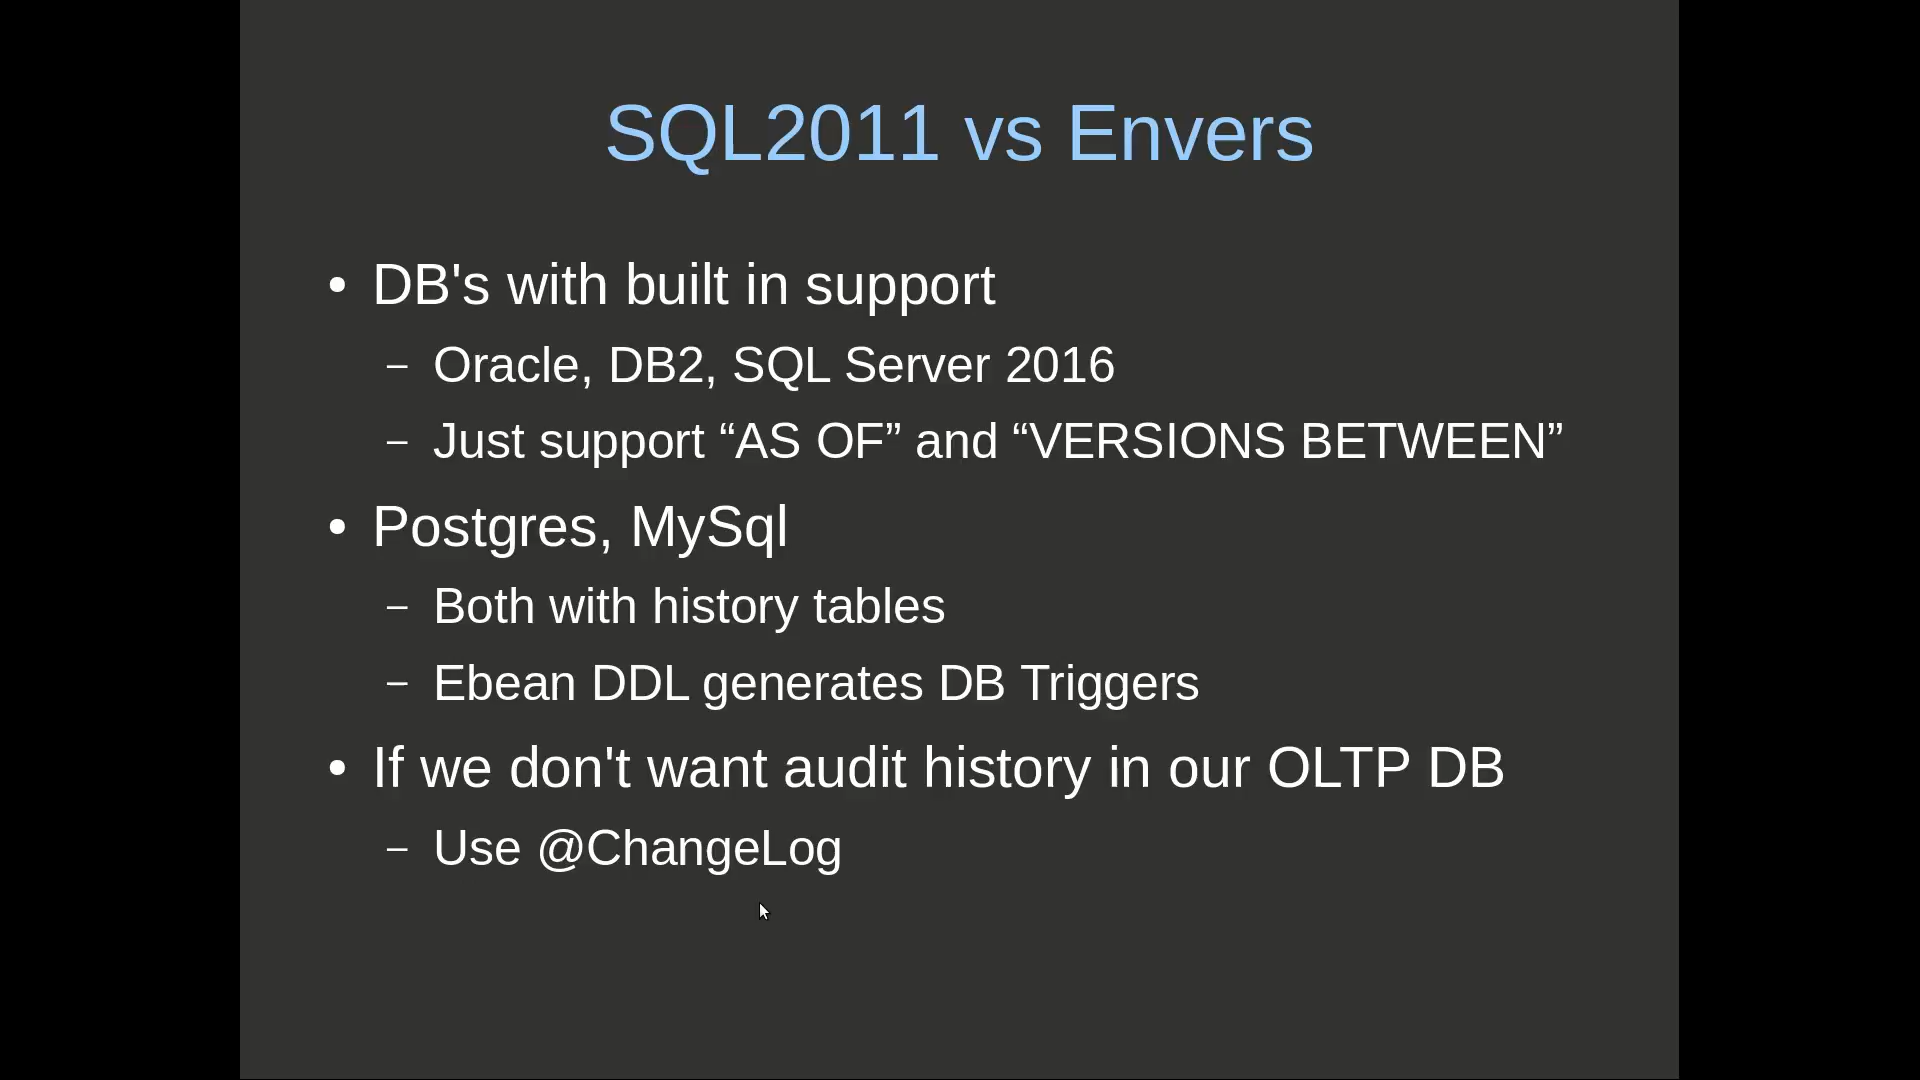 SQL2011 vs Envers
• DB's with built in support
– Oracle, DB2, SQL Server 2016
– Just support “AS OF” and “VERSIONS BETWEEN”
• Postgres, MySql
– Both with history tables
– Ebean DDL generates DB Triggers
• If we don't want audit history in our OLTP DB
– Use @ChangeLog